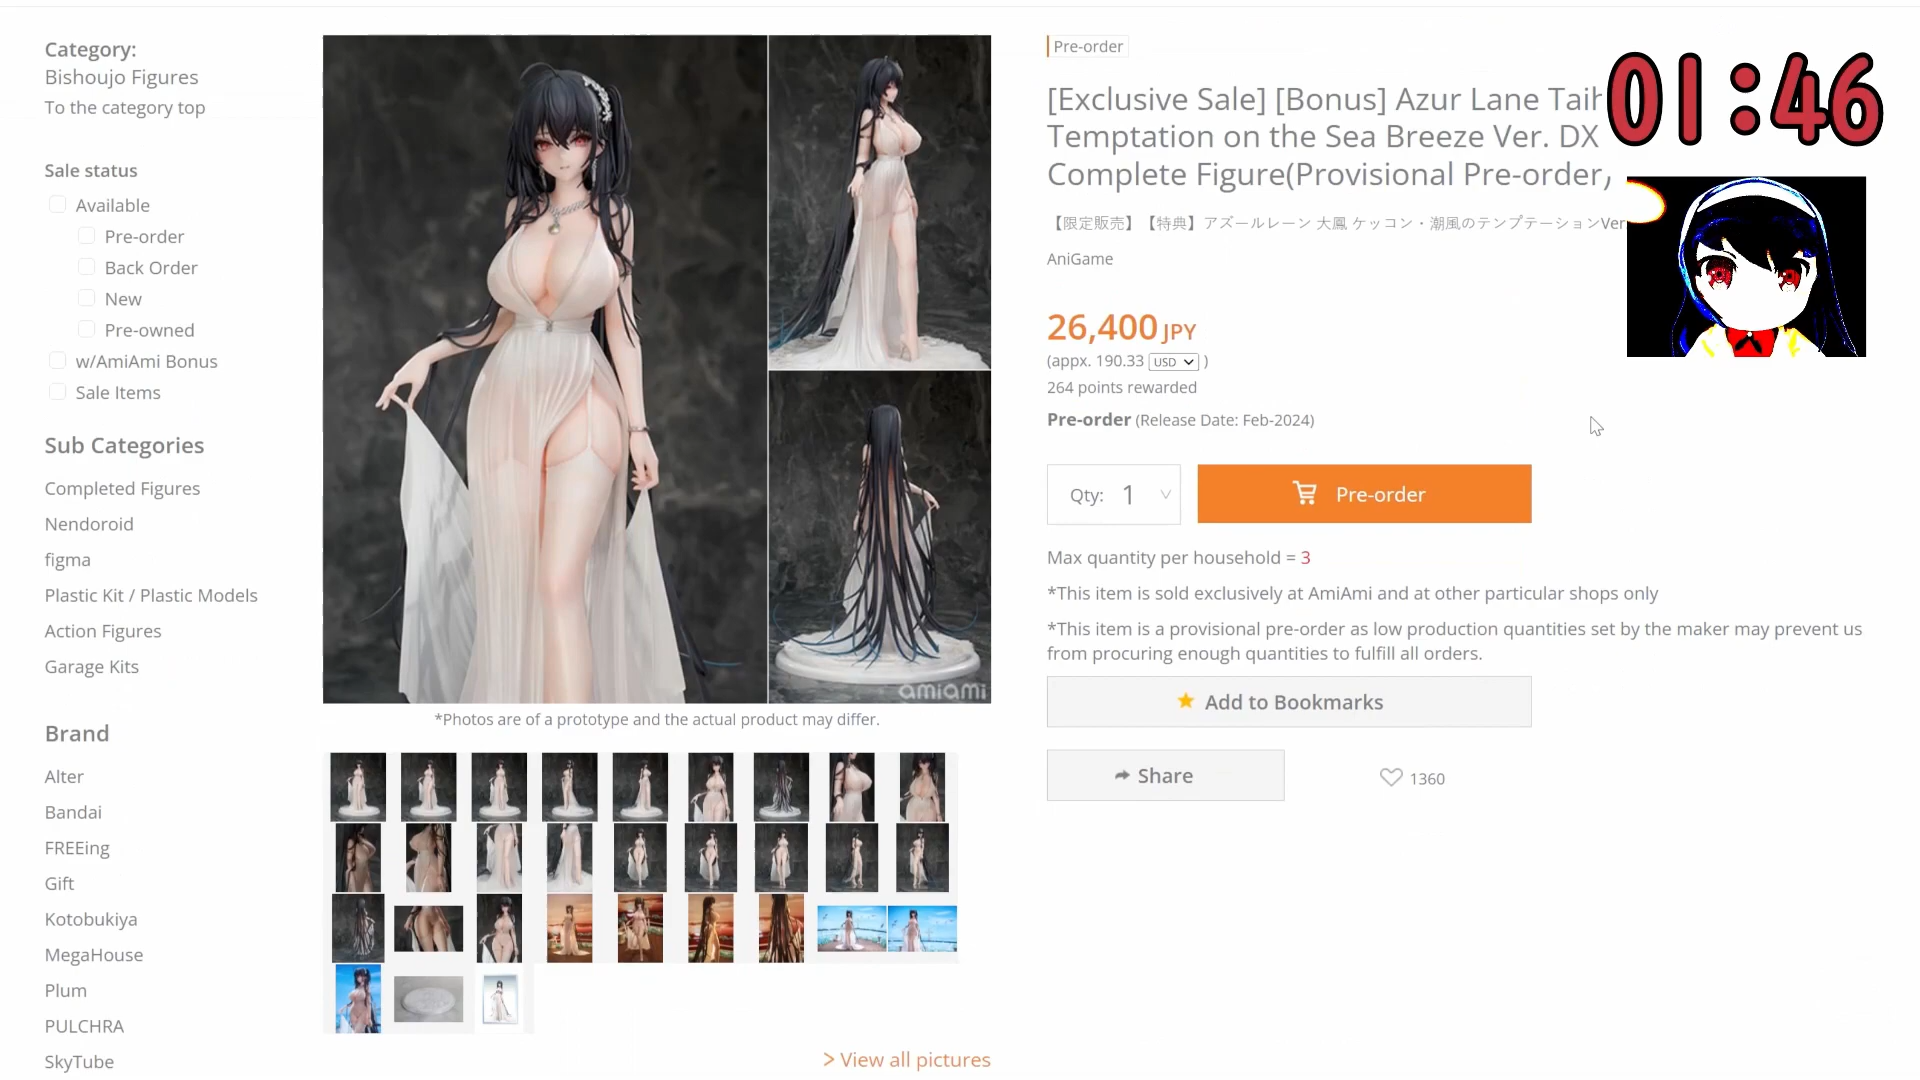 Category:
Bishoujo Figures
To the category top
Sale status
Available
Pre-order
Back Order
New
Pre-owned
w/AmiAmi Bonus
Sale Items
Sub Categories
Completed Figures
Nendoroid
figma
Plastic Kit / Plastic Models
Action Figures
Garage Kits
Brand
Alter
Bandai
FREEing
Gift
Kotobukiya
MegaHouse
Plum
PULCHRA
SkyTube
amiami
*Photos are of a prototype and the actual product may differ.
> View all pictures
Pre-order
[Exclusive Sale] [Bonus] Azur Lane Taih
Temptation on the Sea Breeze Ver. DX
Complete Figure(Provisional Pre-order,
【限定販売】【特典】アズールレーン 大鳳 ケッコン・潮風のテンプテーションVer.
AniGame
26,400 JPY
(appx. 190.33 USD )
264 points rewarded
Pre-order (Release Date: Feb-2024)
Qty: 1
Pre-order
Max quantity per household = 3
*This item is sold exclusively at AmiAmi and at other particular shops only
*This item is a provisional pre-order as low production quantities set by the maker may prevent us
from procuring enough quantities to fulfill all orders.
Add to Bookmarks
Share
1360
01:46